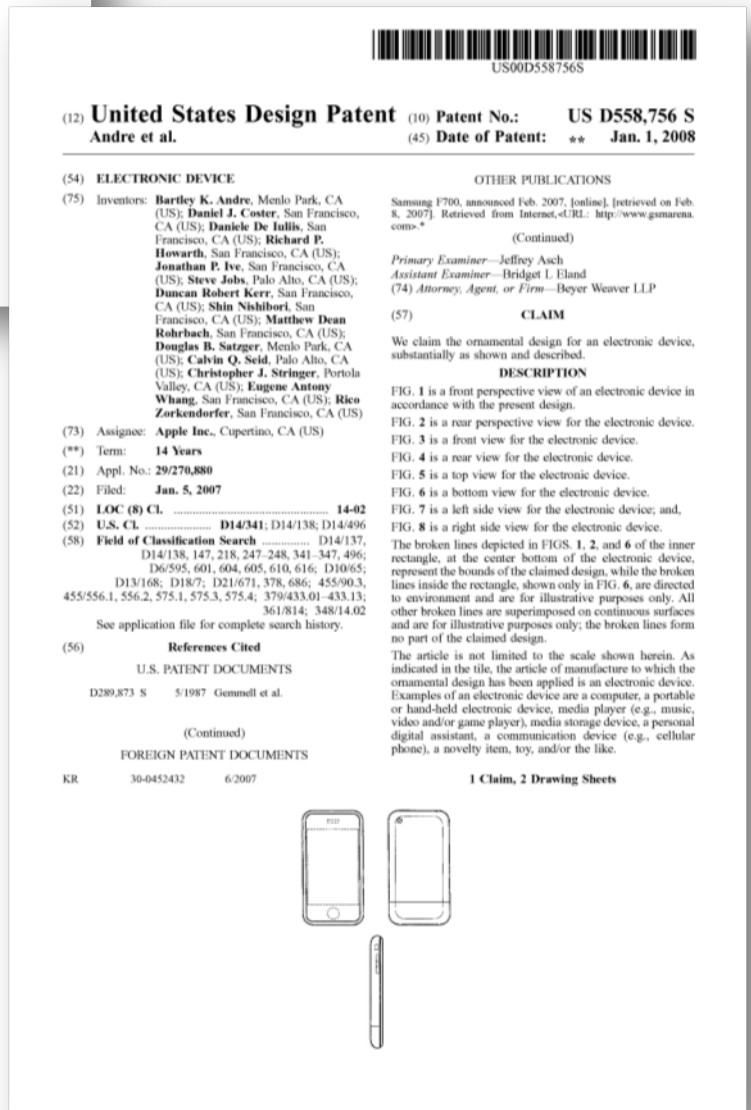 US00D558756S
(12) United States Design Patent (10) Patent No.: US D558,756 S
Andre et al. (45) Date of Patent: ** Jan. 1, 2008
(54) ELECTRONIC DEVICE
(75) Inventors: Bartley K. Andre, Menlo Park, CA
(US); Daniel J. Coster, San Francisco,
CA (US); Daniele De Iuliis, San
Francisco, CA (US); Richard P.
Howarth, San Francisco, CA (US);
Jonathan P. Ive, San Francisco, CA
(US); Steve Jobs, Palo Alto, CA (US);
Duncan Robert Kerr, San Francisco,
CA (US); Shin Nishibori, San
Francisco, CA (US); Matthew Dean
Rohrbach, San Francisco, CA (US);
Douglas B. Satzger, Menlo Park, CA
(US); Calvin Q. Seid, Palo Alto, CA
(US); Christopher J. Stringer, Portola
Valley, CA (US); Eugene Antony
Whang, San Francisco, CA (US); Rico
Zorkendorfer, San Francisco, CA (US)
(73) Assignee: Apple Inc., Cupertino, CA (US)
(**) Term: 14 Years
(21) Appl. No.: 29/270,880
(22) Filed: Jan. 5, 2007
(51) LOC (8) Cl. .................... 14-02
(52) U.S. Cl. .................... D14/341; D14/138; D14/496
(58) Field of Classification Search .............. D14/137,
D14/138, 147, 218, 247–248, 341–347, 496;
D6/595, 601, 604, 605, 610, 616; D10/65;
D13/168; D18/7; D21/671, 378, 686; 455/90.3,
455/556.1, 556.2, 575.1, 575.3, 575.4; 379/433.01–433.13;
361/814; 348/14.02
See application file for complete search history.
(56) References Cited
U.S. PATENT DOCUMENTS
D289,873 S 5/1987 Gemmell et al.
(Continued)
FOREIGN PATENT DOCUMENTS
KR 30-0452432 6/2007
OTHER PUBLICATIONS
Samsung F700, announced Feb. 2007, [online], [retrieved on Feb.
8, 2007]. Retrieved from Internet,<URL: http://www.gsmarena.
com>.*
(Continued)
Primary Examiner—Jeffrey Asch
Assistant Examiner—Bridget L Eland
(74) Attorney, Agent, or Firm—Beyer Weaver LLP
(57) CLAIM
We claim the ornamental design for an electronic device,
substantially as shown and described.
DESCRIPTION
FIG. 1 is a front perspective view of an electronic device in
accordance with the present design.
FIG. 2 is a rear perspective view for the electronic device.
FIG. 3 is a front view for the electronic device.
FIG. 4 is a rear view for the electronic device.
FIG. 5 is a top view for the electronic device.
FIG. 6 is a bottom view for the electronic device.
FIG. 7 is a left side view for the electronic device; and,
FIG. 8 is a right side view for the electronic device.
The broken lines depicted in FIGS. 1, 2, and 6 of the inner
rectangle, at the center bottom of the electronic device,
represent the bounds of the claimed design, while the broken
lines inside the rectangle, shown only in FIG. 6, are directed
to environment and are for illustrative purposes only. All
other broken lines are superimposed on continuous surfaces
and are for illustrative purposes only; the broken lines form
no part of the claimed design.
The article is not limited to the scale shown herein. As
indicated in the title, the article of manufacture to which the
ornamental design has been applied is an electronic device.
Examples of an electronic device are a computer, a portable
or hand-held electronic device, media player (e.g., music,
video and/or game player), media storage device, a personal
digital assistant, a communication device (e.g., cellular
phone), a novelty item, toy, and/or the like.
1 Claim, 2 Drawing Sheets